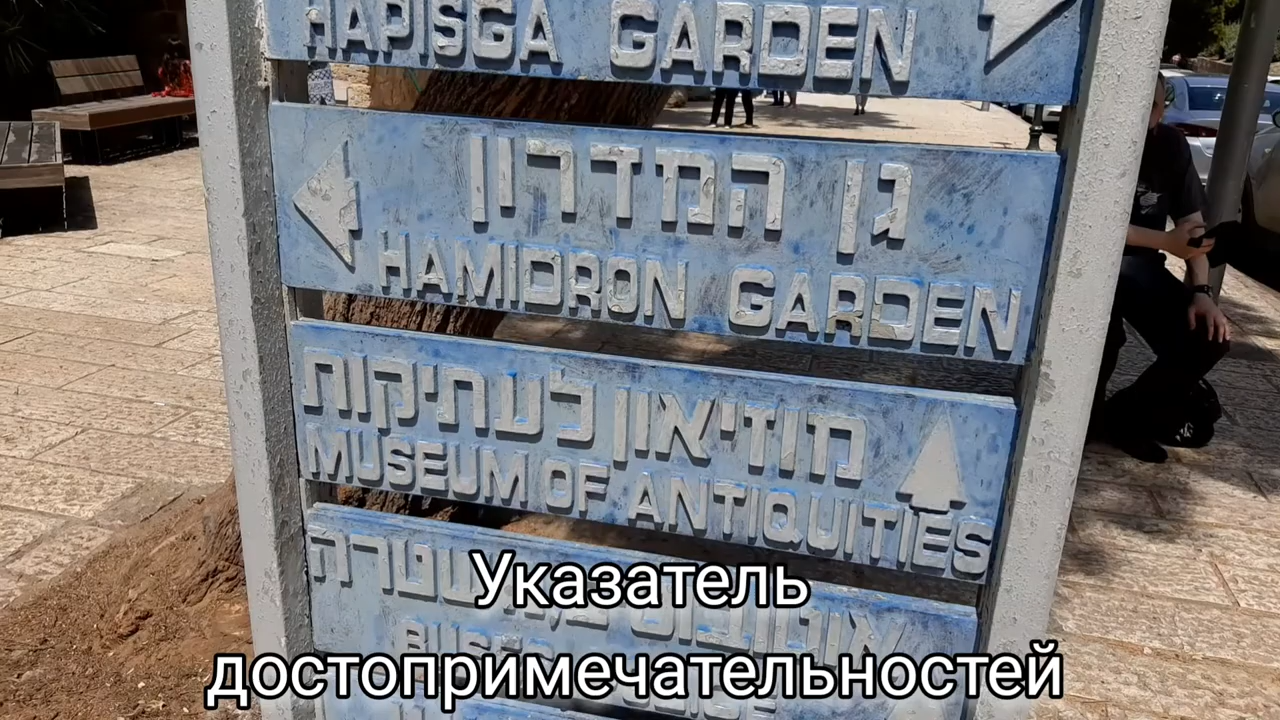 HAPISGA GARDEN
גן המדרון
HAMIDRON GARDEN
מוזיאון לעתיקות
MUSEUM OF ANTIQUITIES
Указатель
достопримечательностей